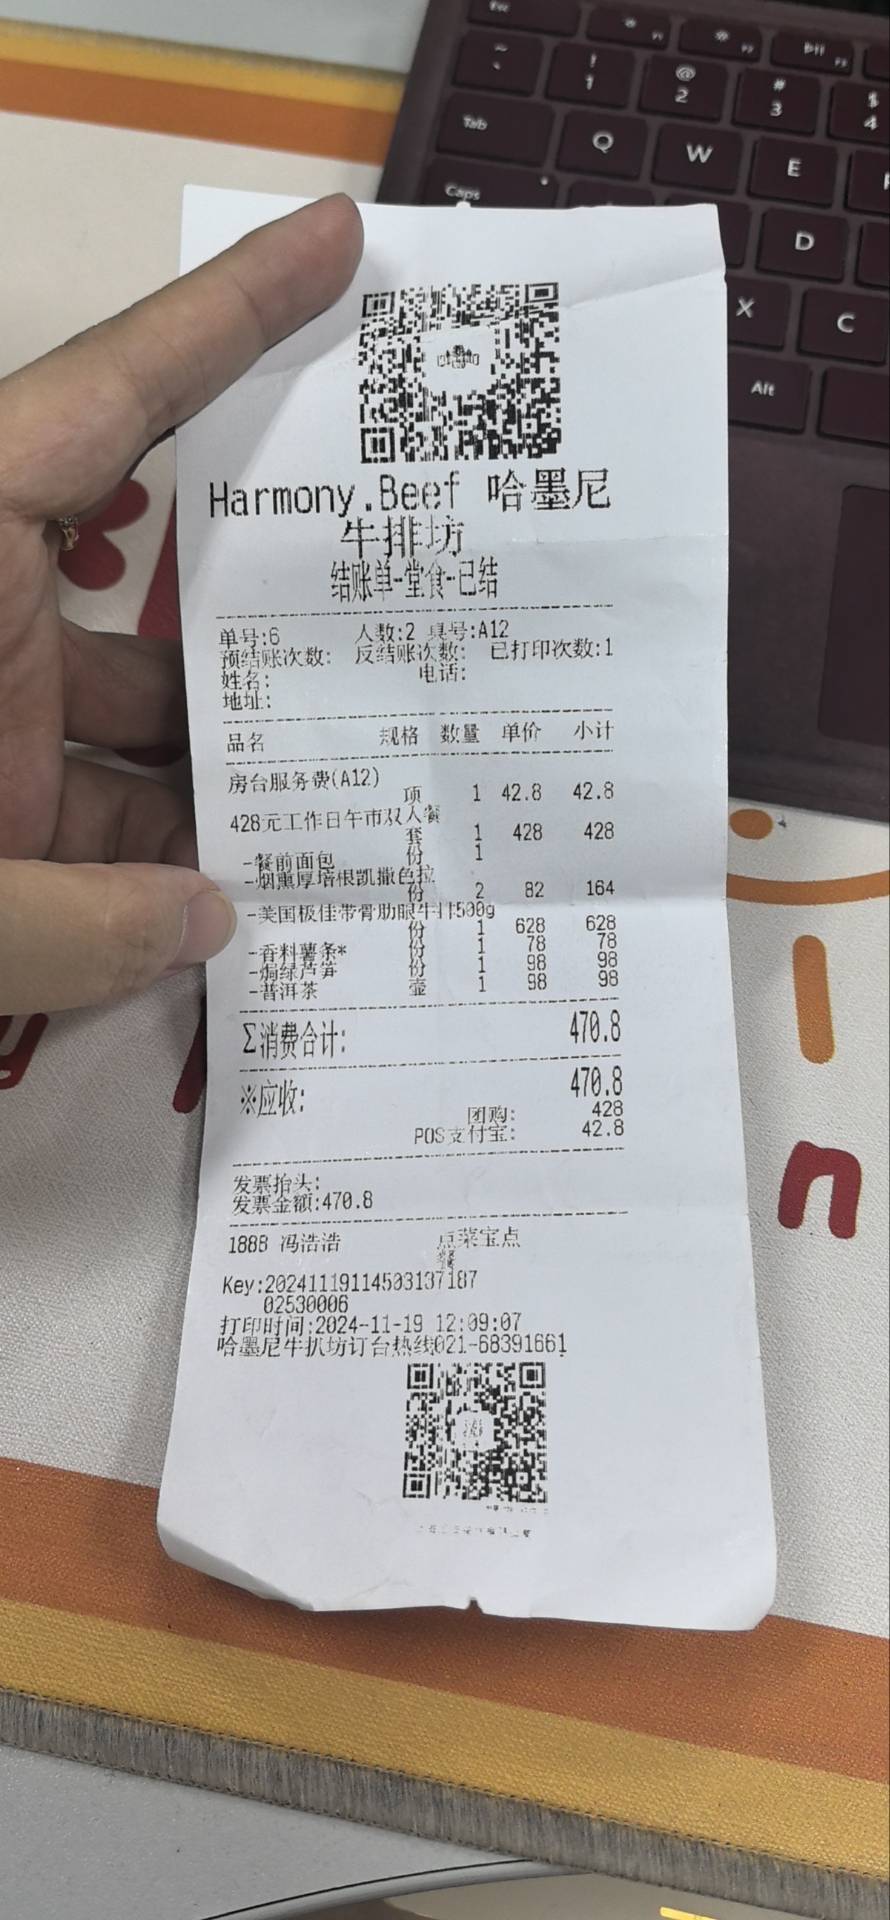 Harmony.Beef 哈墨尼
牛排坊
结账单-堂食-已结
单号:6 人数:2 桌号:A12
预结账次数: 反结账次数: 已打印次数:1
姓名: 电话:
地址:
品名 规格 数量 单价 小计
房台服务费(A12)
项 1 42.8 42.8
428元工作日午市双人餐
套 1 428 428
-餐前面包 份 1
-烟熏厚培根凯撒色拉
份 2 82 164
-美国极佳带骨肋眼牛扒500g
份 1 628 628
-香料薯条* 份 1 78 78
-焗绿芦笋 份 1 98 98
-普洱茶 壶 1 98 98
Σ消费合计: 470.8
※应收: 470.8
团购: 428
POS支付宝: 42.8
发票抬头:
发票金额:470.8
1888 冯浩浩 点菜宝点
餐
Key:20241119114503137187
02530006
打印时间:2024-11-19 12:09:07
哈墨尼牛扒坊订台热线021-68391661
Esc
F1
F2
F3
~
! 1
@ 2
# 3
$ 4
Tab
Q
W
E
Caps
D
X
C
Alt
y
n